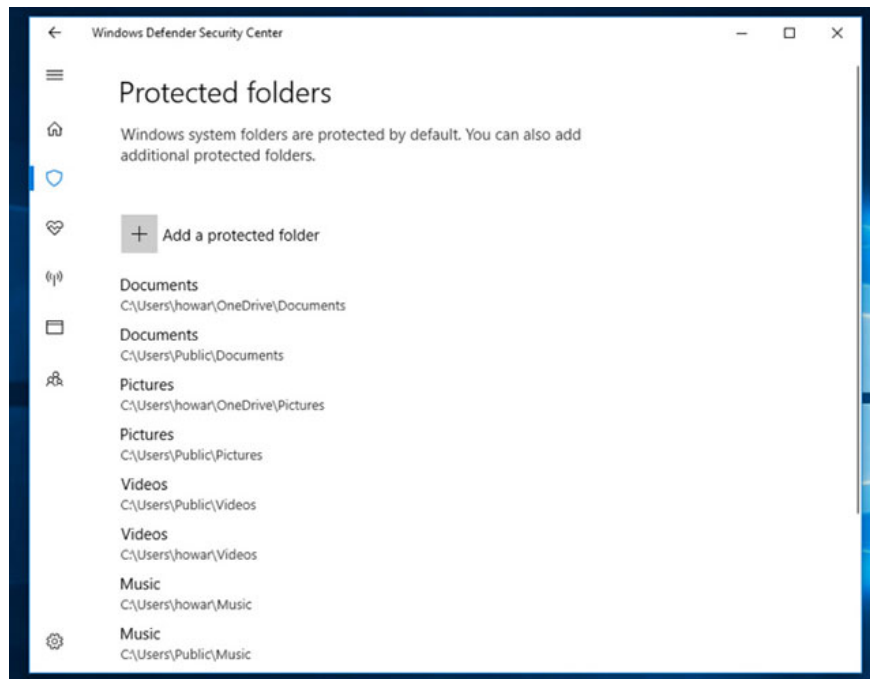 Windows Defender Security Center
Protected folders
Windows system folders are protected by default. You can also add
additional protected folders.
Add a protected folder
Documents
C:\Users\howar\OneDrive\Documents
Documents
C:\Users\Public\Documents
Pictures
C:\Users\howar\OneDrive\Pictures
Pictures
C:\Users\Public\Pictures
Videos
C:\Users\Public\Videos
Videos
C:\Users\howar\Videos
Music
C:\Users\howar\Music
Music
C:\Users\Public\Music